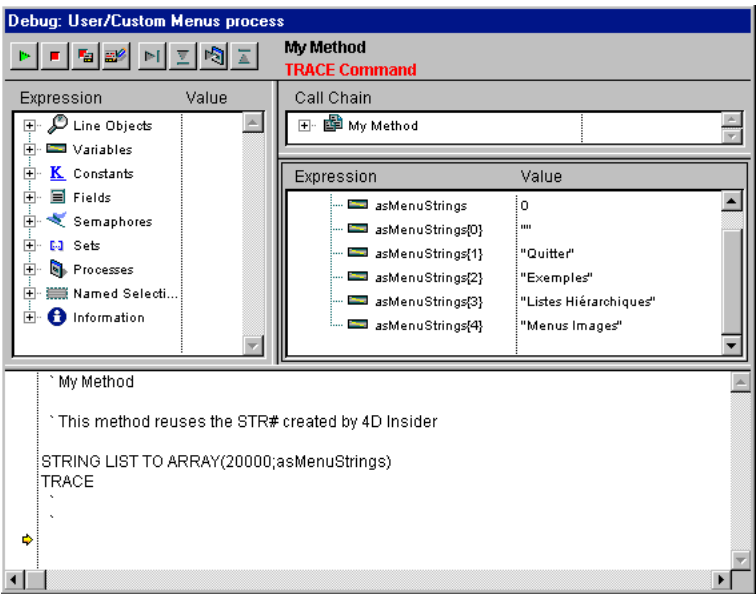 Debug: User/Custom Menus process
My Method
TRACE Command
Expression Value
Line Objects
Variables
K Constants
Fields
Semaphores
Sets
Processes
Named Selecti...
Information
Call Chain
My Method
Expression Value
asMenuStrings 0
asMenuStrings{0} ""
asMenuStrings{1} "Quitter"
asMenuStrings{2} "Exemples"
asMenuStrings{3} "Listes Hiérarchiques"
asMenuStrings{4} "Menus Images"
` My Method
` This method reuses the STR# created by 4D Insider
STRING LIST TO ARRAY(20000;asMenuStrings)
TRACE
`
`